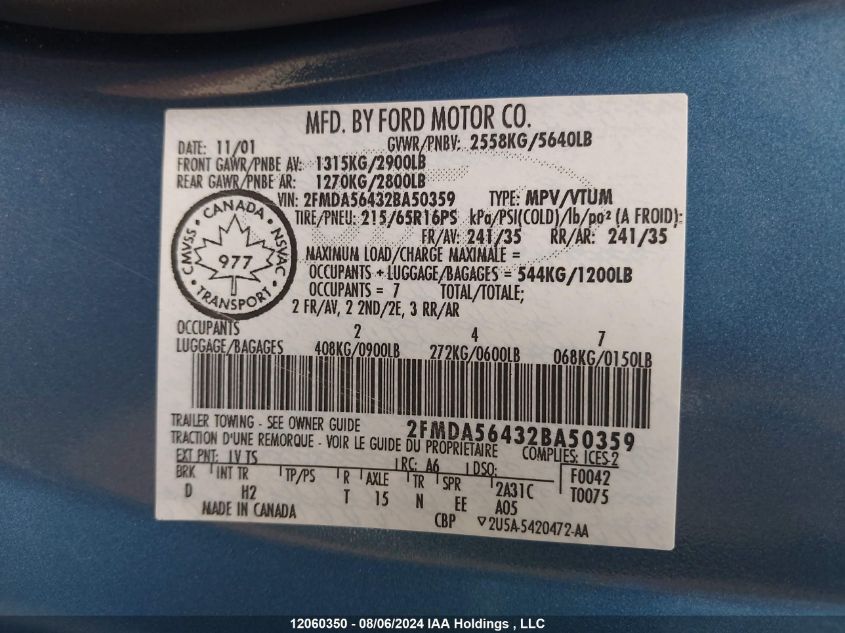 MFD. BY FORD MOTOR CO.
DATE: 11/01 GVWR/PNBV: 2558KG/5640LB
FRONT GAWR/PNBE AV: 1315KG/2900LB
REAR GAWR/PNBE AR: 1270KG/2800LB
VIN: 2FMDA56432BA50359 TYPE: MPV/VTUM
TIRE/PNEU: 215/65R16PS kPa/PSI(COLD)/lb/po² (A FROID):
FR/AV: 241/35 RR/AR: 241/35
CANADA
CMVSS • NSVAC
977
TRANSPORT
MAXIMUM LOAD/CHARGE MAXIMALE =
OCCUPANTS + LUGGAGE/BAGAGES = 544KG/1200LB
OCCUPANTS = 7 TOTAL/TOTALE;
2 FR/AV, 2 2ND/2E, 3 RR/AR
OCCUPANTS 2 4 7
LUGGAGE/BAGAGES 408KG/0900LB 272KG/0600LB 068KG/0150LB
TRAILER TOWING - SEE OWNER GUIDE 2FMDA56432BA50359
TRACTION D'UNE REMORQUE - VOIR LE GUIDE DU PROPRIETAIRE COMPLIES: ICES-2
EXT PNT: LV TS RC: A6 DSO: F0042
BRK INT TR TP/PS R AXLE TR SPR 2A31C T0075
D H2 T 15 N EE A05
MADE IN CANADA CBP 2U5A-5420472-AA
12060350 - 08/06/2024 IAA Holdings , LLC